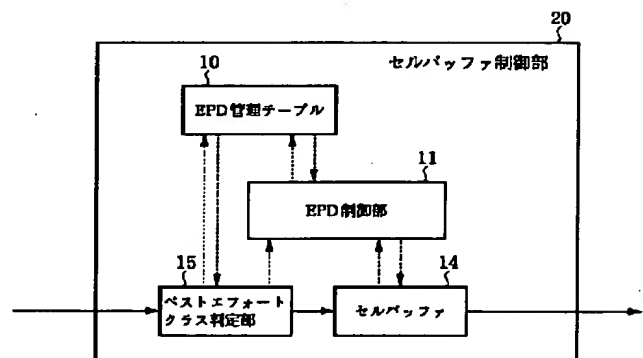 20
セルバッファ制御部
10
EPD管理テーブル
11
EPD制御部
15
ベストエフォート
クラス判定部
14
セルバッファ